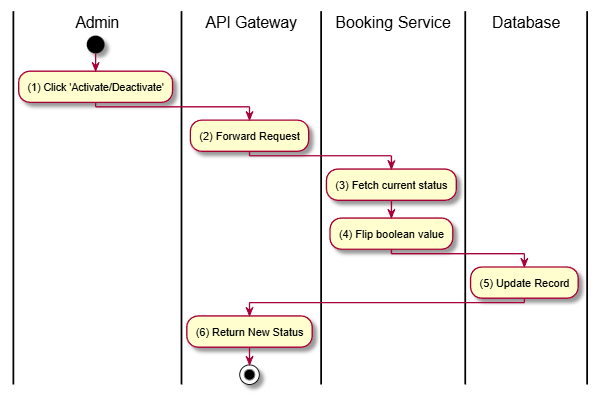 Admin
API Gateway
Booking Service
Database
(1) Click 'Activate/Deactivate'
(2) Forward Request
(3) Fetch current status
(4) Flip boolean value
(5) Update Record
(6) Return New Status